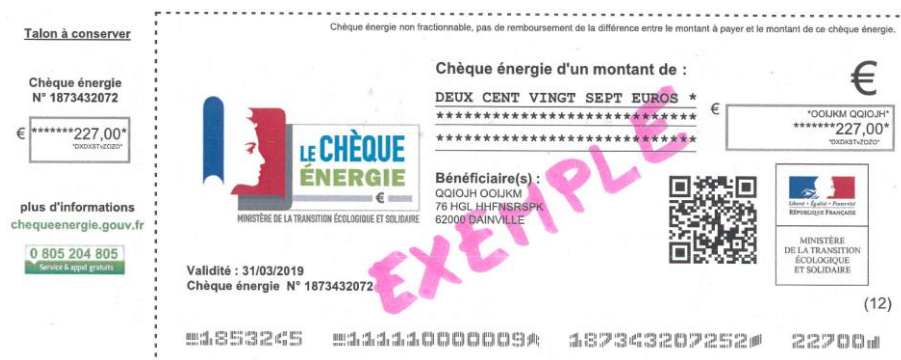 Talon à conserver
Chèque énergie
N° 1873432072
€ *******227,00*
*DXDXSTvZOZO*
plus d'informations
chequeenergie.gouv.fr
0 805 204 805
Service & appel gratuits
Chèque énergie non fractionnable, pas de remboursement de la différence entre le montant à payer et le montant de ce chèque énergie.
LE CHÈQUE
ÉNERGIE
€
MINISTÈRE DE LA TRANSITION ÉCOLOGIQUE ET SOLIDAIRE
Chèque énergie d'un montant de :
DEUX CENT VINGT SEPT EUROS *
****************************
****************************
€
€
*OOIJKM QQIOJH*
*******227,00*
*DXDXSTvZOZO*
Bénéficiaire(s) :
QQIOJH OOIJKM
76 HGL HHFNSRSPK
62000 DAINVILLE
EXEMPLE
Liberté • Égalité • Fraternité
RÉPUBLIQUE FRANÇAISE
MINISTÈRE
DE LA TRANSITION
ÉCOLOGIQUE
ET SOLIDAIRE
Validité : 31/03/2019
Chèque énergie N° 1873432072
(12)
1853245 111110000009 187343207252 22700